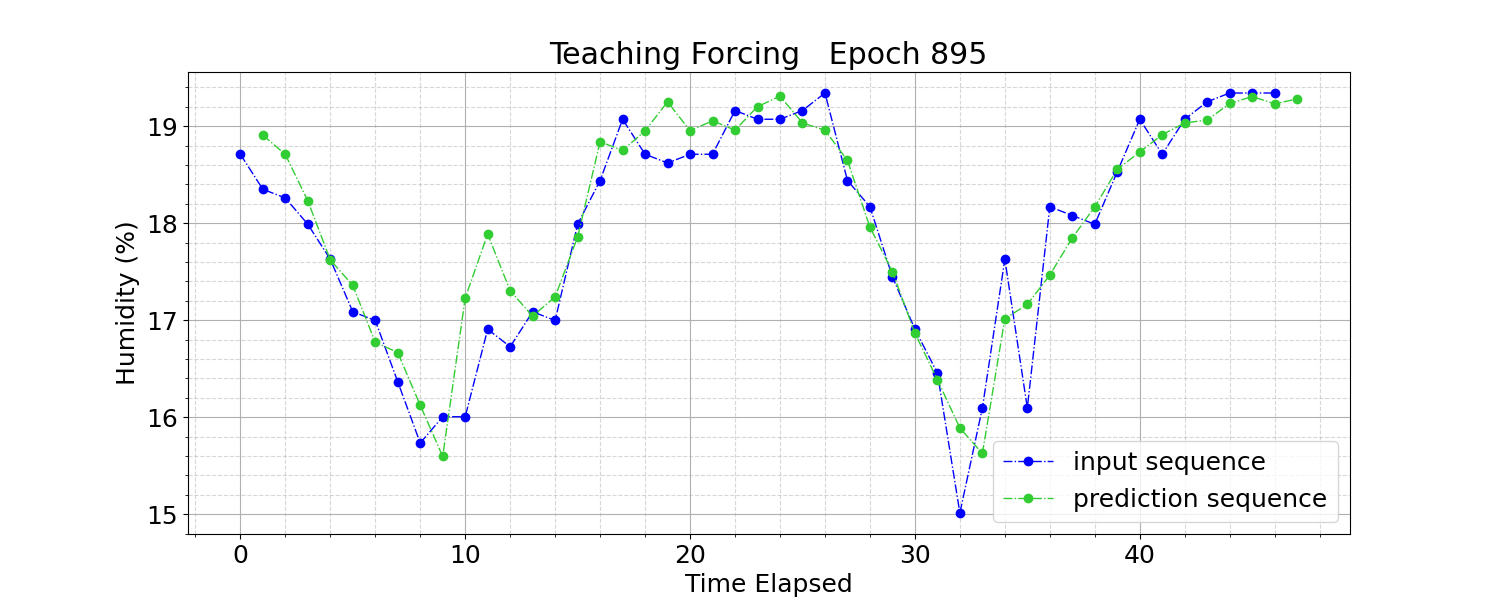 Teaching Forcing   Epoch 895
Humidity (%)
19
18
17
16
15
input sequence
prediction sequence
0 10 20 30 40
Time Elapsed